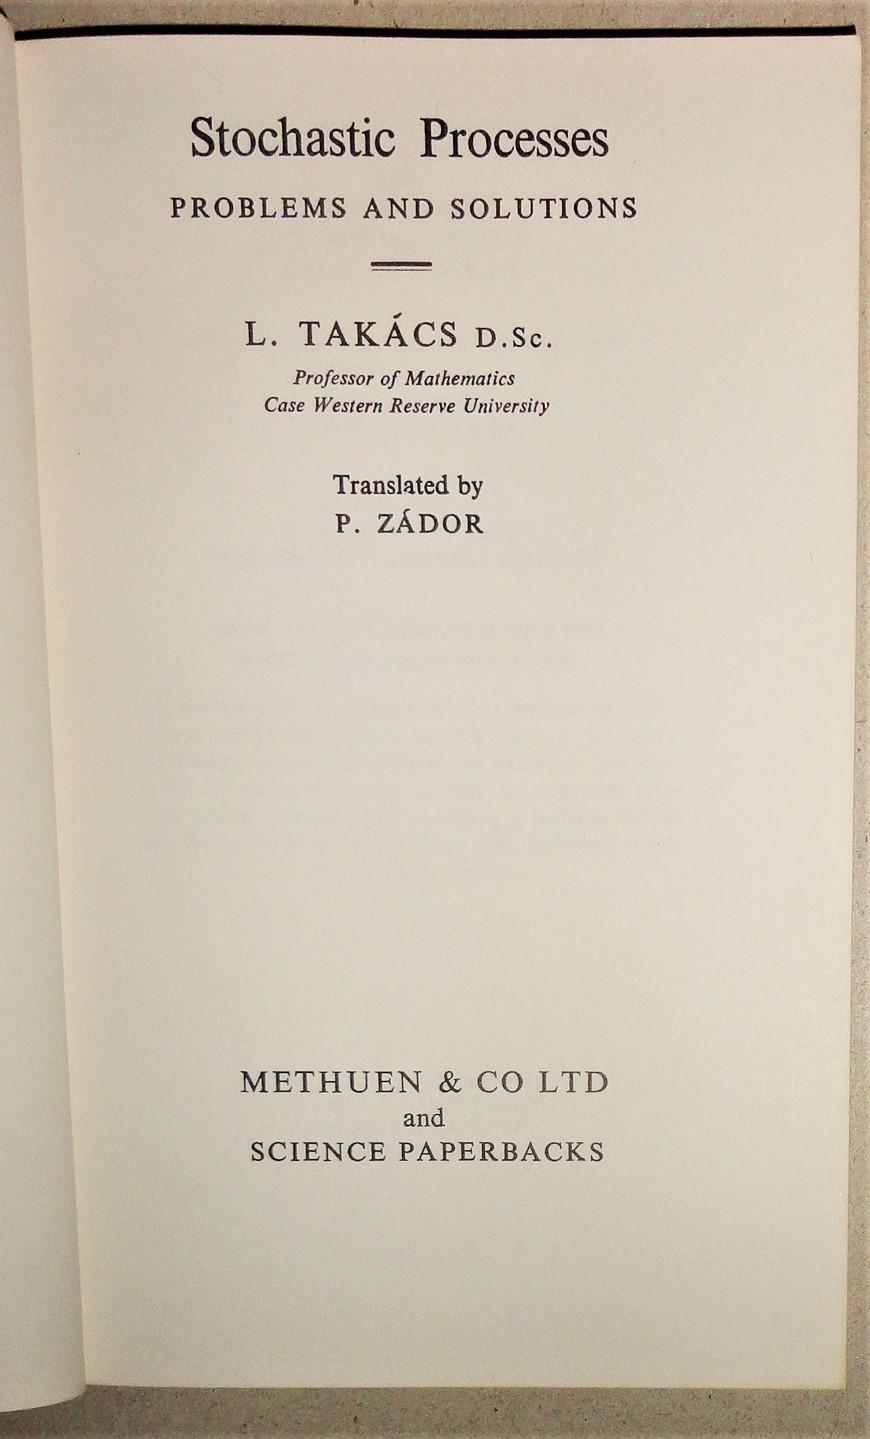 Stochastic Processes
PROBLEMS AND SOLUTIONS
L. TAKÁCS D.Sc.
Professor of Mathematics
Case Western Reserve University
Translated by
P. ZÁDOR
METHUEN & CO LTD
and
SCIENCE PAPERBACKS